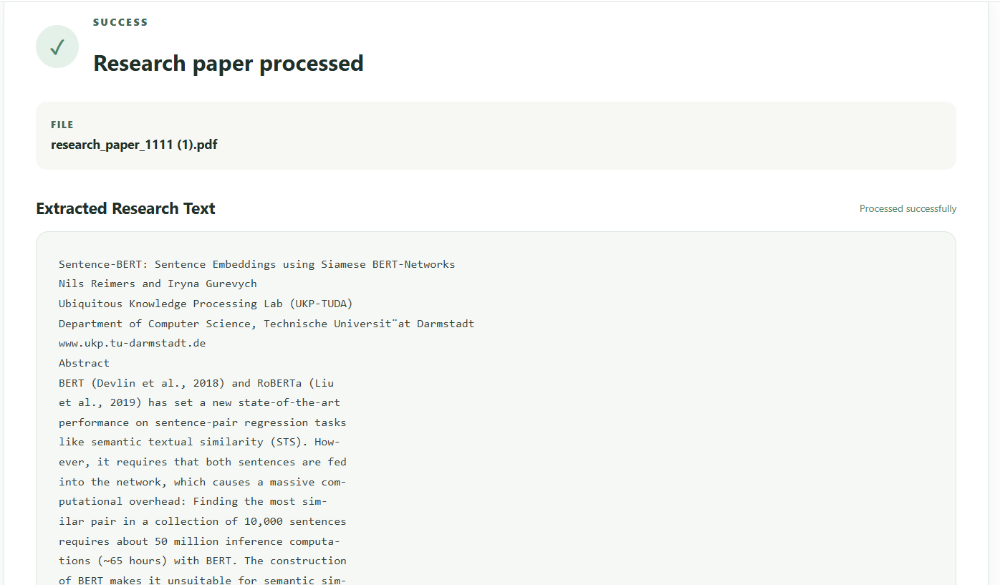 SUCCESS
✓
Research paper processed
FILE
research_paper_1111 (1).pdf
Extracted Research Text
Processed successfully
Sentence-BERT: Sentence Embeddings using Siamese BERT-Networks
Nils Reimers and Iryna Gurevych
Ubiquitous Knowledge Processing Lab (UKP-TUDA)
Department of Computer Science, Technische Universit¨at Darmstadt
www.ukp.tu-darmstadt.de
Abstract
BERT (Devlin et al., 2018) and RoBERTa (Liu
et al., 2019) has set a new state-of-the-art
performance on sentence-pair regression tasks
like semantic textual similarity (STS). How-
ever, it requires that both sentences are fed
into the network, which causes a massive com-
putational overhead: Finding the most sim-
ilar pair in a collection of 10,000 sentences
requires about 50 million inference computa-
tions (~65 hours) with BERT. The construction
of BERT makes it unsuitable for semantic sim-